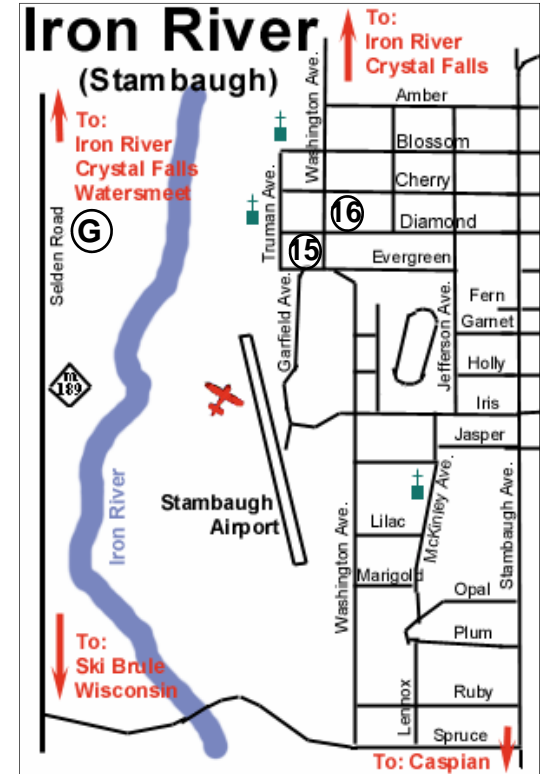 Iron River
(Stambaugh)
To:
Iron River
Crystal Falls
To:
Iron River
Crystal Falls
Watersmeet
Washington Ave.
Amber
Blossom
Cherry
Truman Ave.
16
Diamond
Selden Road
G
15
Evergreen
Garfield Ave.
Fern
Garnet
Jefferson Ave.
Holly
m
189
Iris
Jasper
Iron River
Stambaugh
Airport
McKinley Ave.
Stambaugh Ave.
Washington Ave.
Lilac
Marigold
Opal
Plum
To:
Ski Brule
Wisconsin
Lennox
Ruby
Spruce
To: Caspian